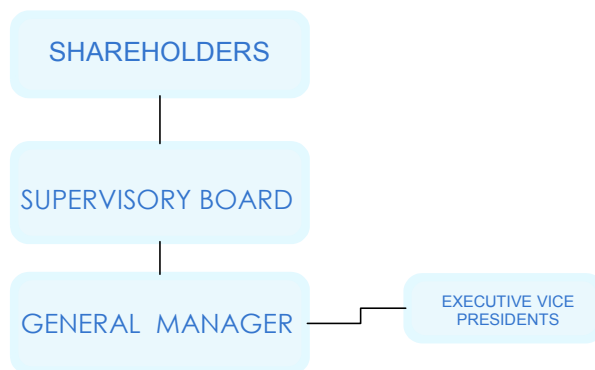 SHAREHOLDERS
SUPERVISORY BOARD
GENERAL MANAGER
EXECUTIVE VICE
PRESIDENTS